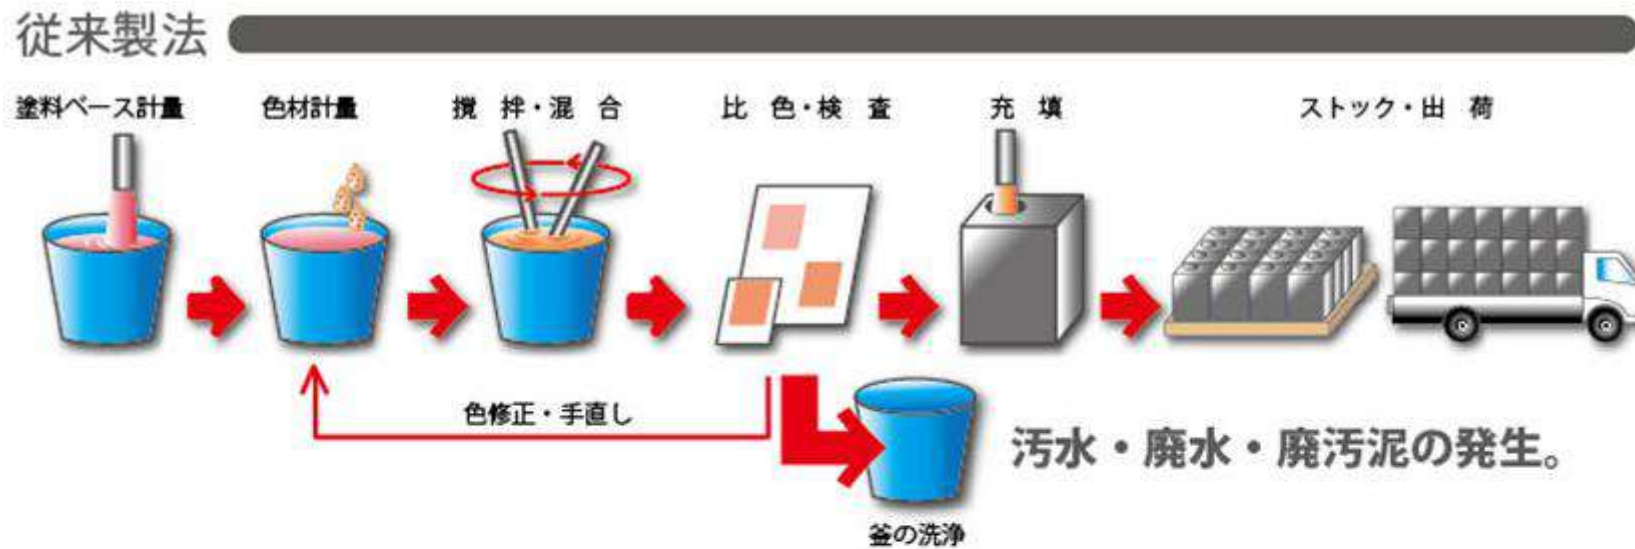 従来製法
塗料ベース計量
色材計量
攪拌・混合
比色・検査
充填
ストック・出荷
色修正・手直し
汚水・廃水・廃汚泥の発生。
釜の洗浄